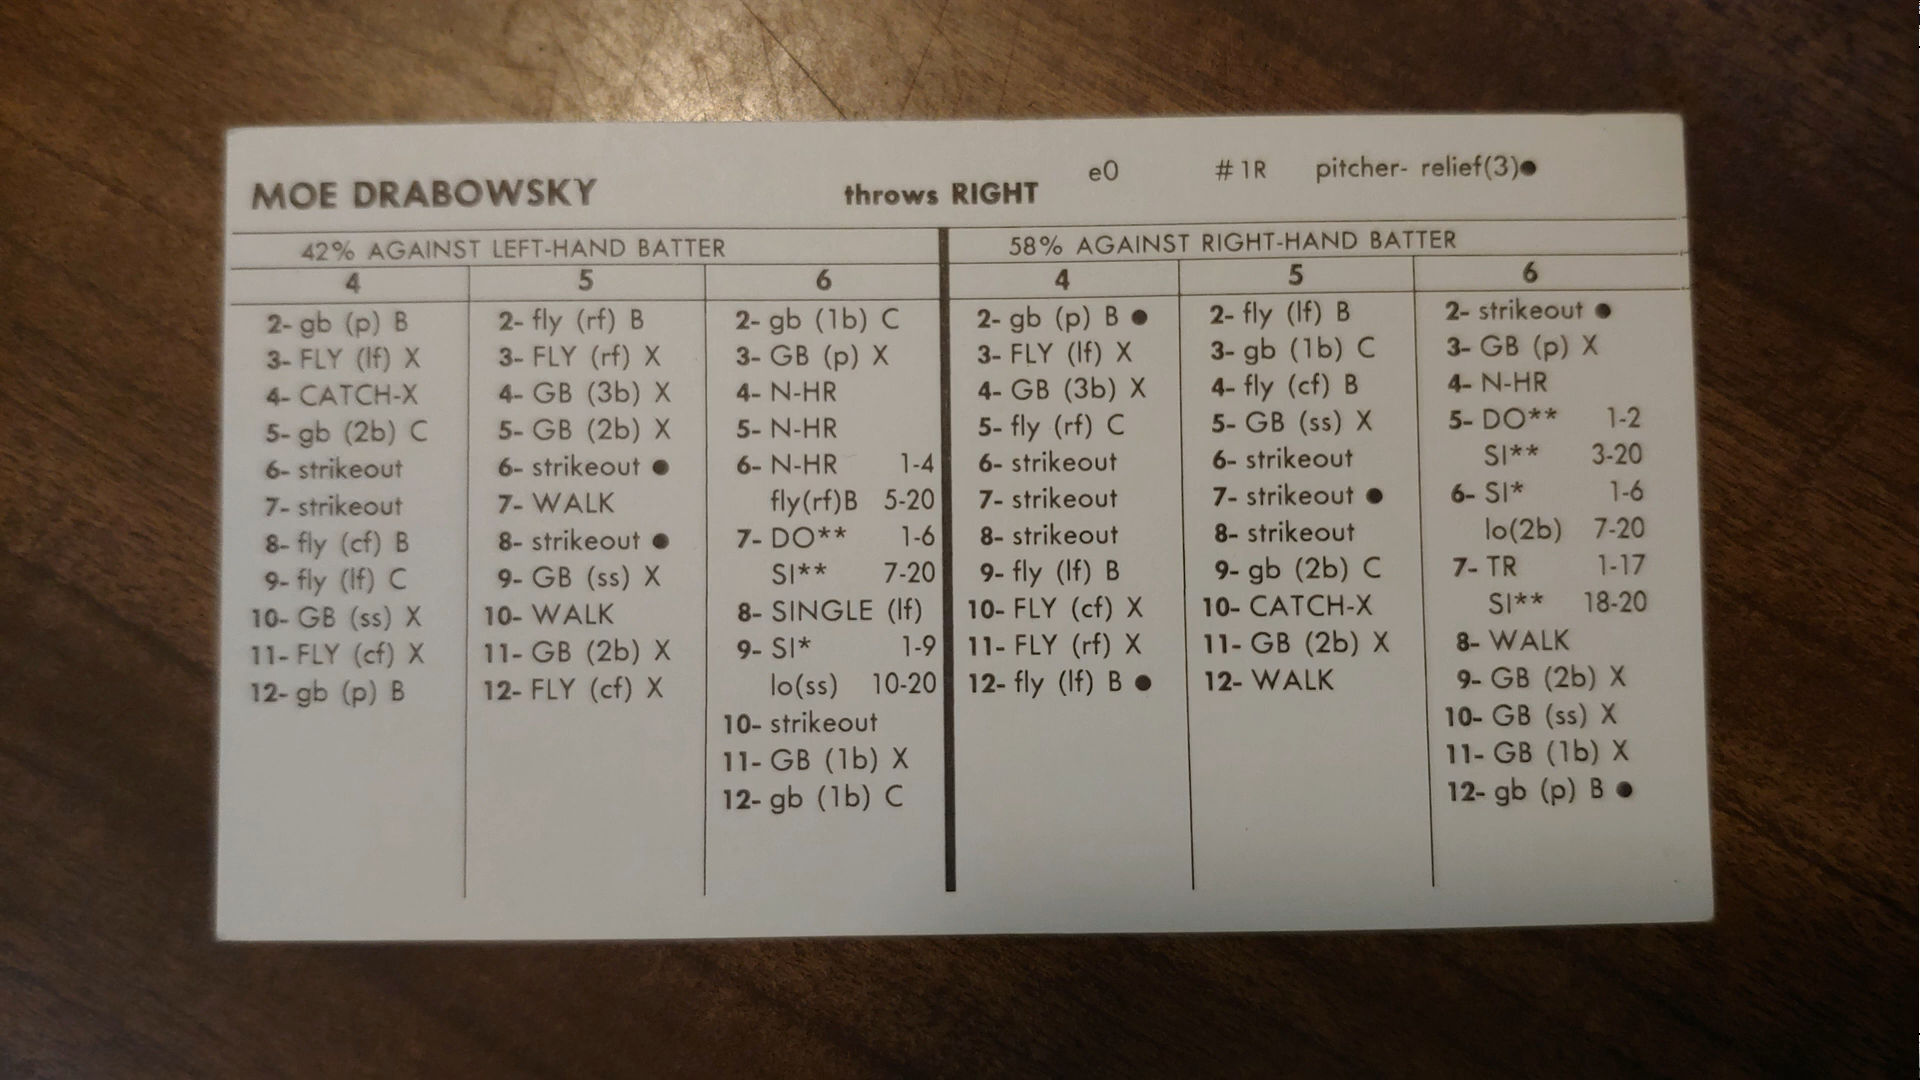 MOE DRABOWSKY throws RIGHT e0 # 1R pitcher- relief(3)●
42% AGAINST LEFT-HAND BATTER
4
2- gb (p) B
3- FLY (lf) X
4- CATCH-X
5- gb (2b) C
6- strikeout
7- strikeout
8- fly (cf) B
9- fly (lf) C
10- GB (ss) X
11- FLY (cf) X
12- gb (p) B
5
2- fly (rf) B
3- FLY (rf) X
4- GB (3b) X
5- GB (2b) X
6- strikeout ●
7- WALK
8- strikeout ●
9- GB (ss) X
10- WALK
11- GB (2b) X
12- FLY (cf) X
6
2- gb (1b) C
3- GB (p) X
4- N-HR
5- N-HR
6- N-HR 1-4
fly(rf)B 5-20
7- DO** 1-6
SI** 7-20
8- SINGLE (lf)
9- SI* 1-9
lo(ss) 10-20
10- strikeout
11- GB (1b) X
12- gb (1b) C
58% AGAINST RIGHT-HAND BATTER
4
2- gb (p) B ●
3- FLY (lf) X
4- GB (3b) X
5- fly (rf) C
6- strikeout
7- strikeout
8- strikeout
9- fly (lf) B
10- FLY (cf) X
11- FLY (rf) X
12- fly (lf) B ●
5
2- fly (lf) B
3- gb (1b) C
4- fly (cf) B
5- GB (ss) X
6- strikeout
7- strikeout ●
8- strikeout
9- gb (2b) C
10- CATCH-X
11- GB (2b) X
12- WALK
6
2- strikeout ●
3- GB (p) X
4- N-HR
5- DO** 1-2
SI** 3-20
6- SI* 1-6
lo(2b) 7-20
7- TR 1-17
SI** 18-20
8- WALK
9- GB (2b) X
10- GB (ss) X
11- GB (1b) X
12- gb (p) B ●